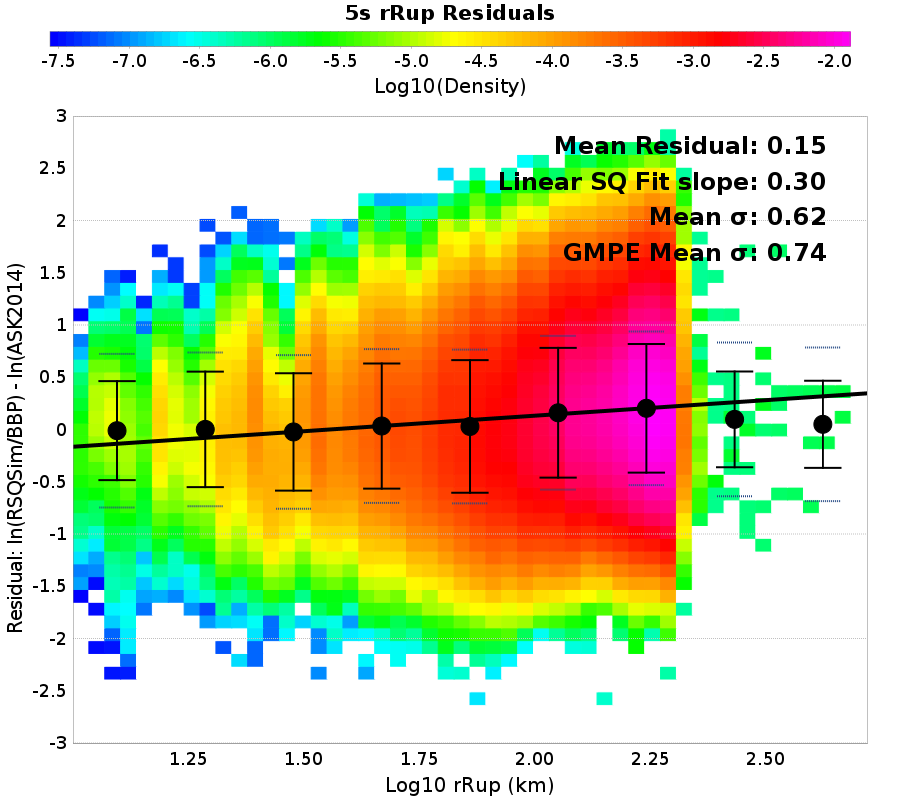 5s rRup Residuals
-7.5 -7.0 -6.5 -6.0 -5.5 -5.0 -4.5 -4.0 -3.5 -3.0 -2.5 -2.0
Log10(Density)
Mean Residual: 0.15
Linear SQ Fit slope: 0.30
Mean σ: 0.62
GMPE Mean σ: 0.74
Residual: ln(RSQSim/BBP) - ln(ASK2014)
3
2.5
2
1.5
1
0.5
0
-0.5
-1
-1.5
-2
-2.5
-3
1.25 1.50 1.75 2.00 2.25 2.50
Log10 rRup (km)